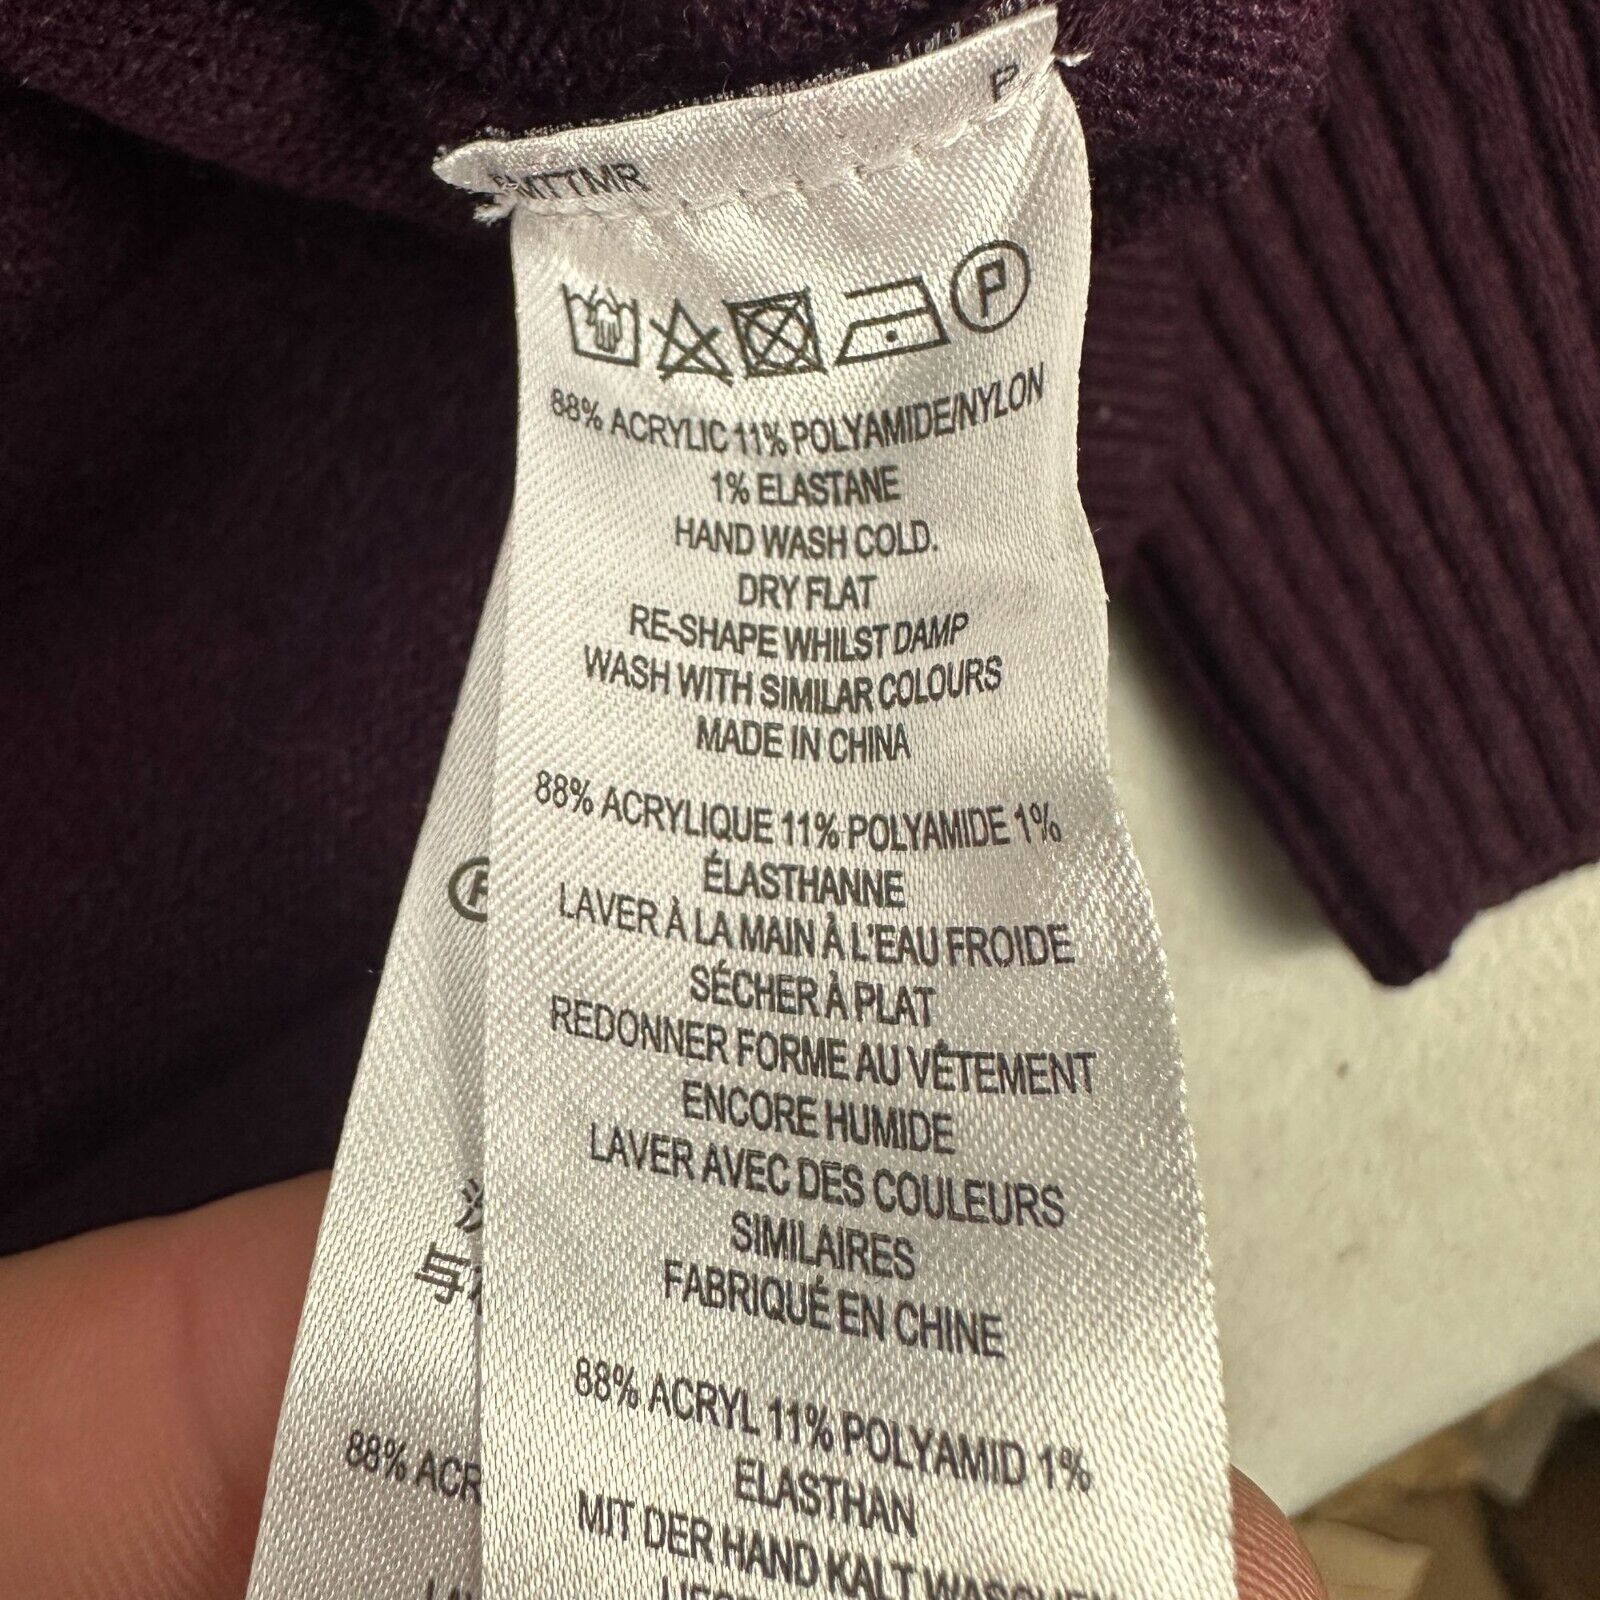 P
88% ACRYLIC 11% POLYAMIDE/NYLON
1% ELASTANE
HAND WASH COLD.
DRY FLAT
RE-SHAPE WHILST DAMP
WASH WITH SIMILAR COLOURS
MADE IN CHINA
88% ACRYLIQUE 11% POLYAMIDE 1%
ÉLASTHANNE
LAVER À LA MAIN À L'EAU FROIDE
SÉCHER À PLAT
REDONNER FORME AU VÊTEMENT
ENCORE HUMIDE
LAVER AVEC DES COULEURS
SIMILAIRES
FABRIQUÉ EN CHINE
88% ACRYL 11% POLYAMID 1%
ELASTHAN
MIT DER HAND KALT WASCHEN
与
88% ACR